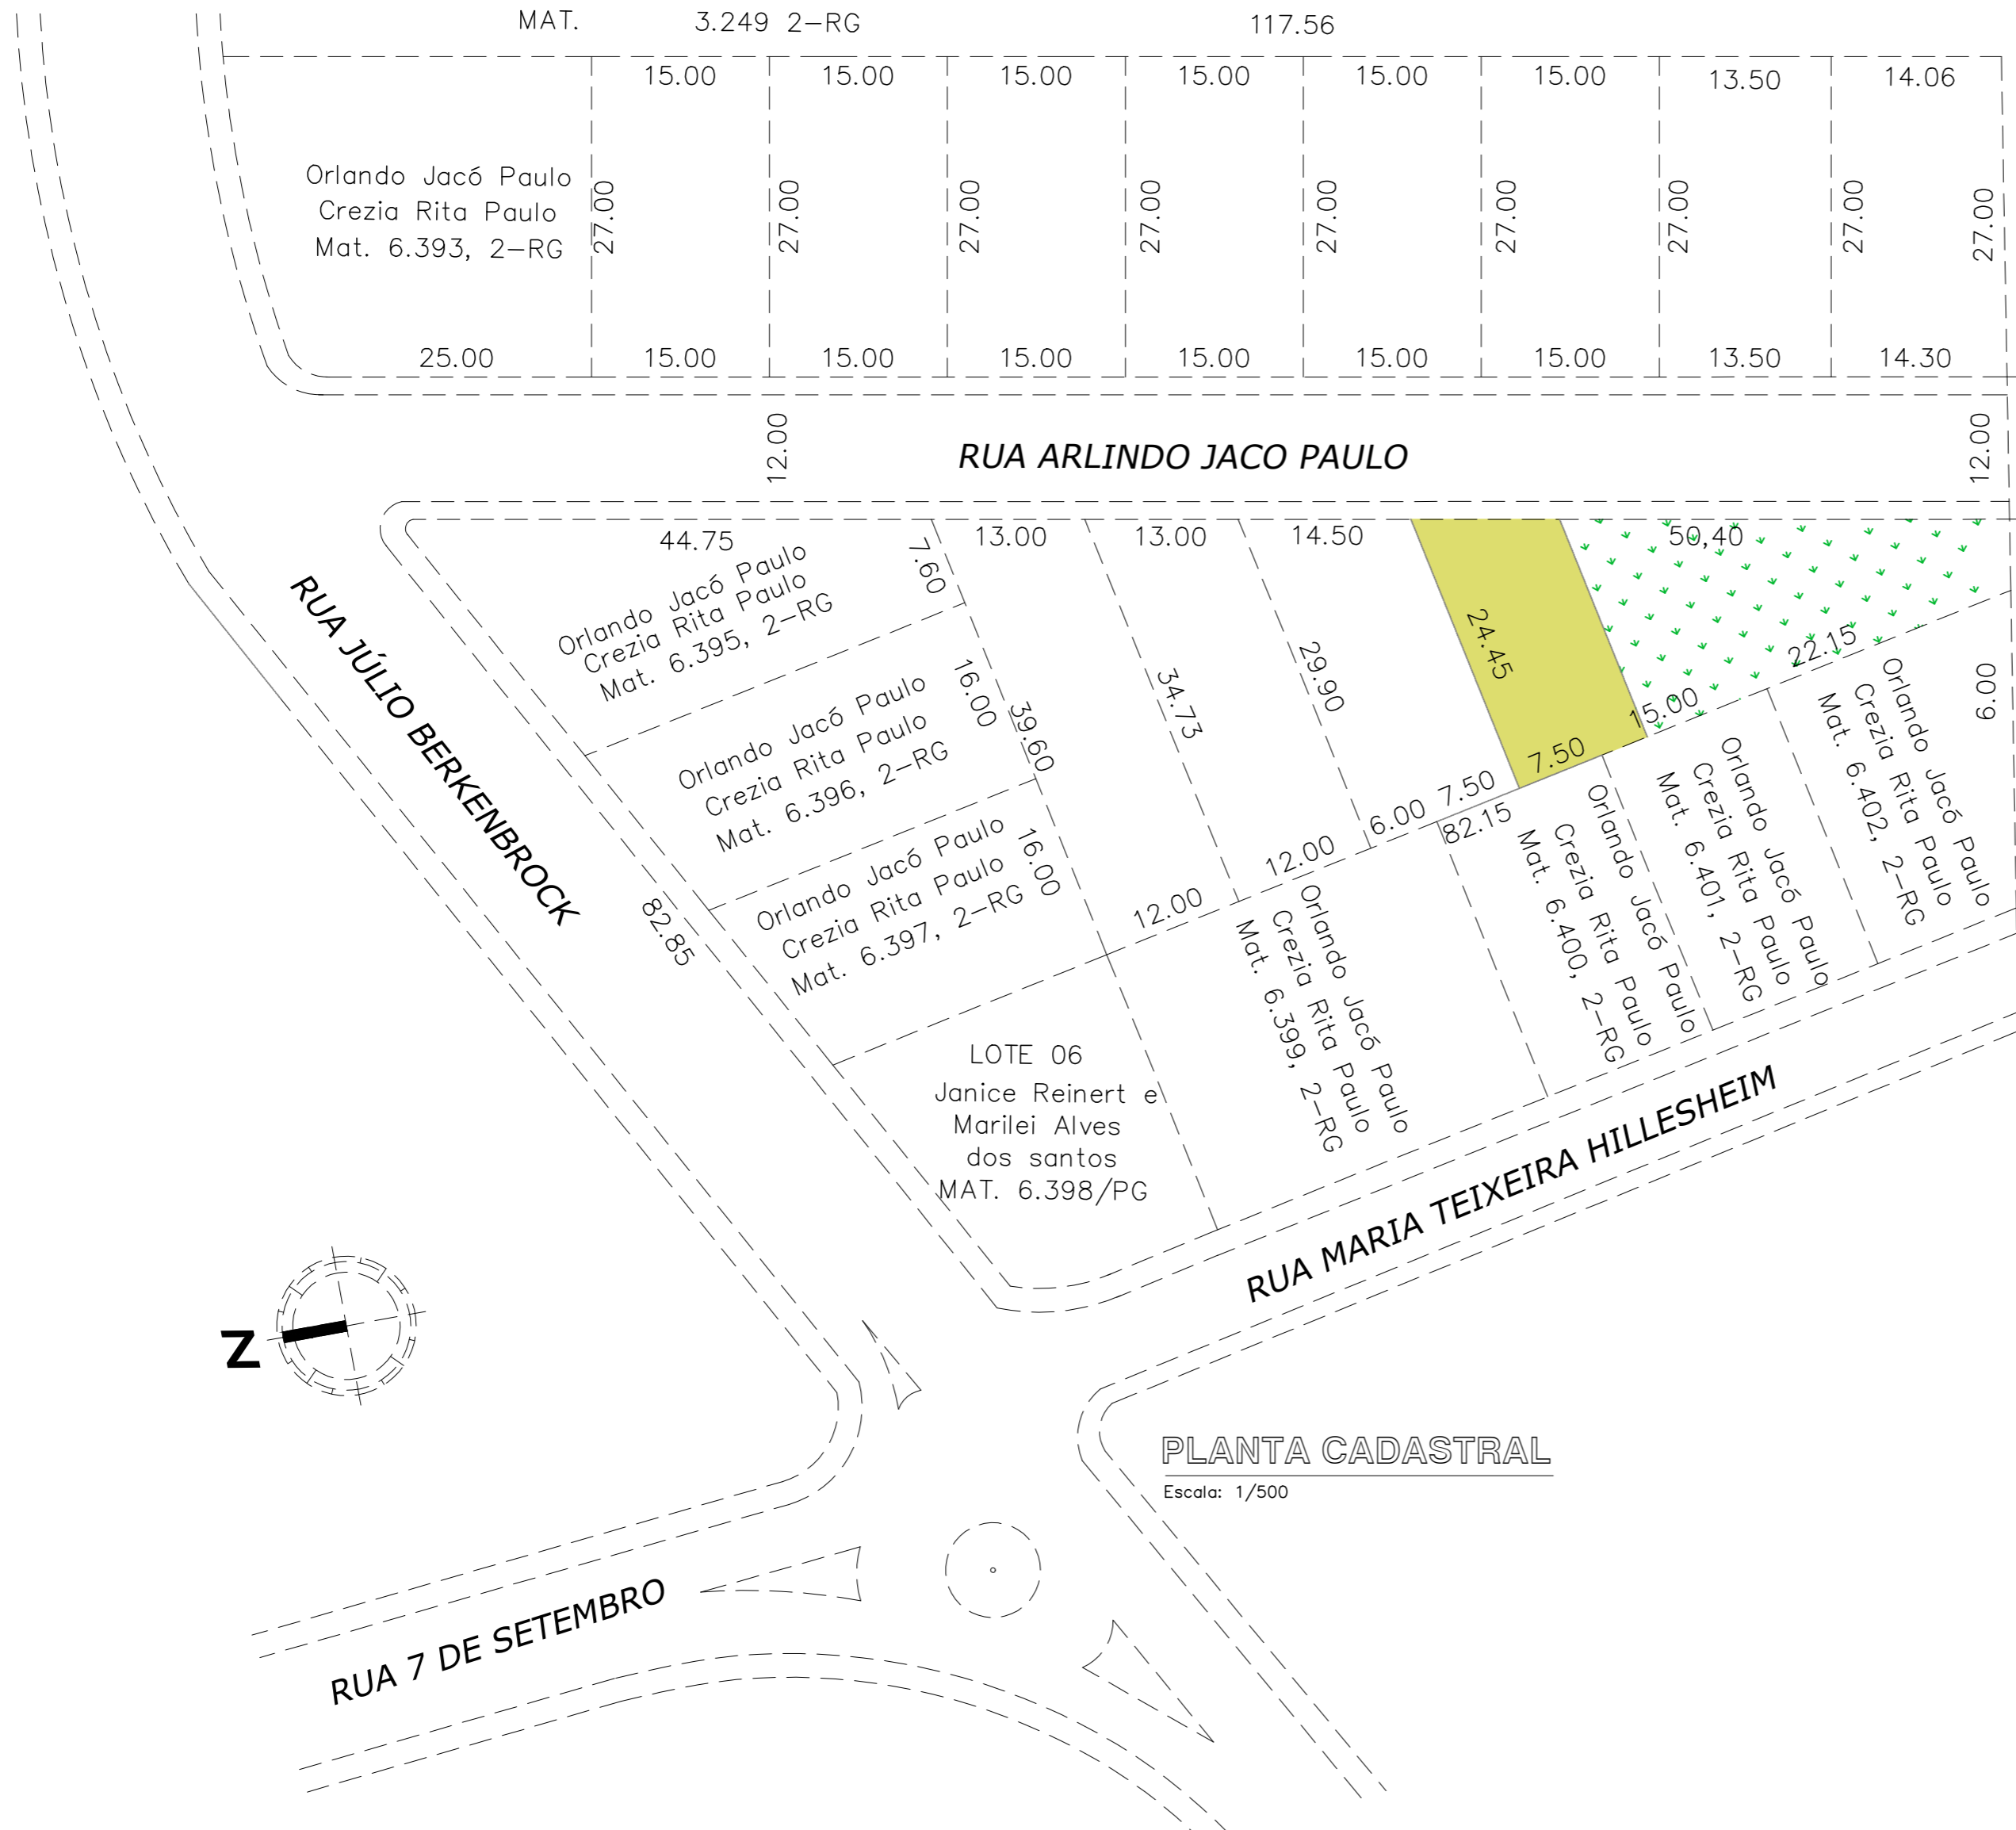 MAT. 3.249 2-RG 117.56
15.00 15.00 15.00 15.00 15.00 15.00 13.50 14.06
Orlando Jacó Paulo
Crezia Rita Paulo
Mat. 6.393, 2-RG
27.00 27.00 27.00 27.00 27.00 27.00 27.00 27.00 27.00
25.00 15.00 15.00 15.00 15.00 15.00 15.00 13.50 14.30
12.00
RUA ARLINDO JACO PAULO
12.00
44.75 13.00 13.00 14.50 50,40
7.60
Orlando Jacó Paulo
Crezia Rita Paulo
Mat. 6.395, 2-RG
RUA JÚLIO BERKENBROCK
82.85
16.00
39.60
34.73
29.90
24.45
22.15
15.00
6.00
Orlando Jacó Paulo
Crezia Rita Paulo
Mat. 6.396, 2-RG
Orlando Jacó Paulo
Crezia Rita Paulo
Mat. 6.397, 2-RG
16.00
12.00
12.00
6.00
7.50
7.50
82.15
Orlando Jacó Paulo
Crezia Rita Paulo
Mat. 6.399, 2-RG
Orlando Jacó Paulo
Crezia Rita Paulo
Mat. 6.400, 2-RG
Orlando Jacó Paulo
Crezia Rita Paulo
Mat. 6.401, 2-RG
Orlando Jacó Paulo
Crezia Rita Paulo
Mat. 6.402, 2-RG
LOTE 06
Janice Reinert e
Marilei Alves
dos santos
MAT. 6.398/PG
RUA MARIA TEIXEIRA HILLESHEIM
N
PLANTA CADASTRAL
Escala: 1/500
RUA 7 DE SETEMBRO